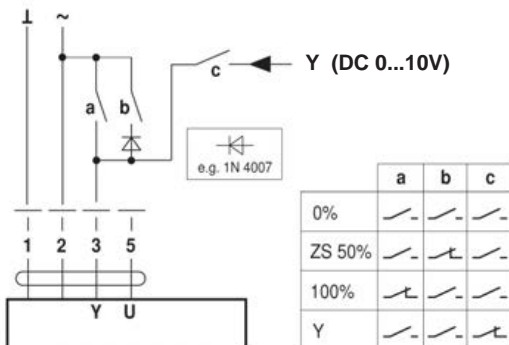 ⊥ ~
Y (DC 0...10V)
c
a b
e.g. 1N 4007
1 2 3 5
Y U
a b c
0%
ZS 50%
100%
Y